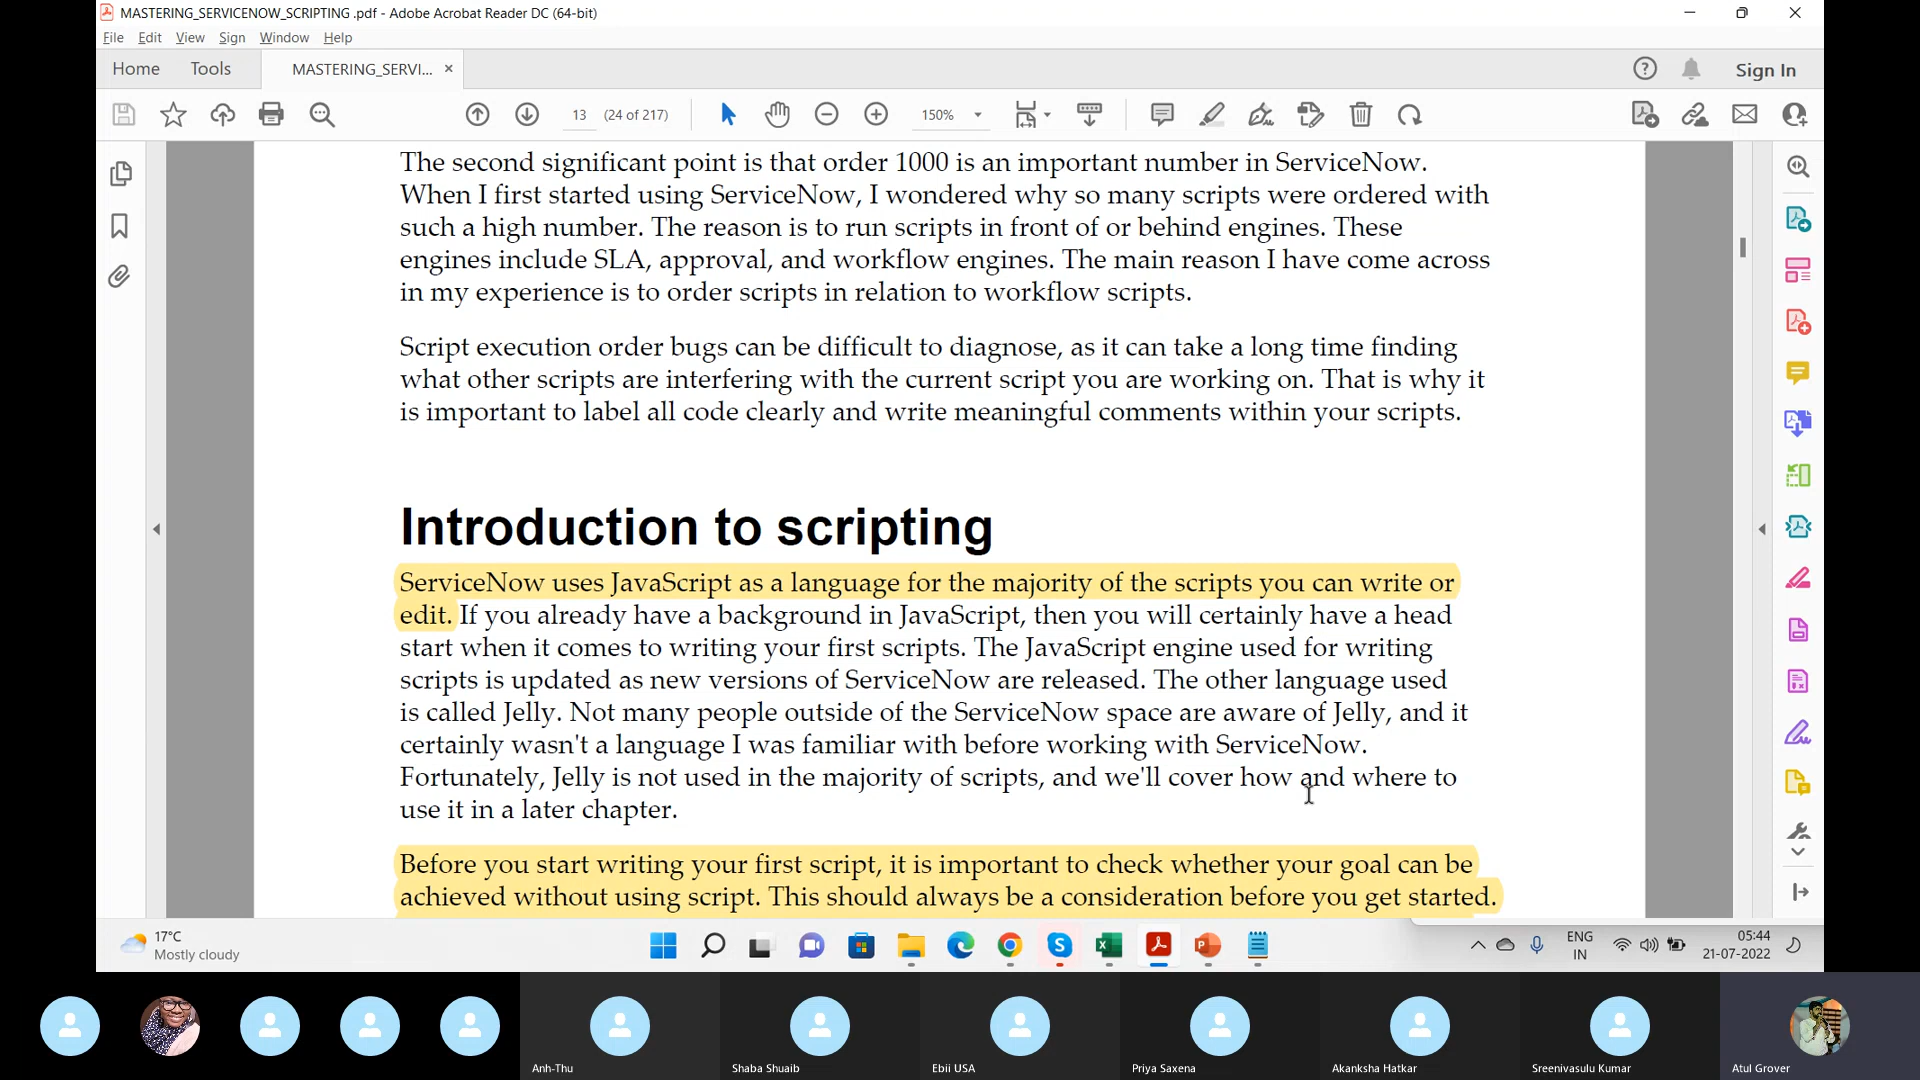 MASTERING_SERVICENOW_SCRIPTING .pdf - Adobe Acrobat Reader DC (64-bit)
File Edit View Sign Window Help
Home Tools MASTERING_SERVI... × Sign In
13 (24 of 217) 150%
The second significant point is that order 1000 is an important number in ServiceNow.
When I first started using ServiceNow, I wondered why so many scripts were ordered with
such a high number. The reason is to run scripts in front of or behind engines. These
engines include SLA, approval, and workflow engines. The main reason I have come across
in my experience is to order scripts in relation to workflow scripts.
Script execution order bugs can be difficult to diagnose, as it can take a long time finding
what other scripts are interfering with the current script you are working on. That is why it
is important to label all code clearly and write meaningful comments within your scripts.
Introduction to scripting
ServiceNow uses JavaScript as a language for the majority of the scripts you can write or
edit. If you already have a background in JavaScript, then you will certainly have a head
start when it comes to writing your first scripts. The JavaScript engine used for writing
scripts is updated as new versions of ServiceNow are released. The other language used
is called Jelly. Not many people outside of the ServiceNow space are aware of Jelly, and it
certainly wasn't a language I was familiar with before working with ServiceNow.
Fortunately, Jelly is not used in the majority of scripts, and we'll cover how and where to
use it in a later chapter.
Before you start writing your first script, it is important to check whether your goal can be
achieved without using script. This should always be a consideration before you get started.
17°C
Mostly cloudy
ENG
IN
05:44
21-07-2022
Anh-Thu
Shaba Shuaib
Ebii USA
Priya Saxena
Akanksha Hatkar
Sreenivasulu Kumar
Atul Grover